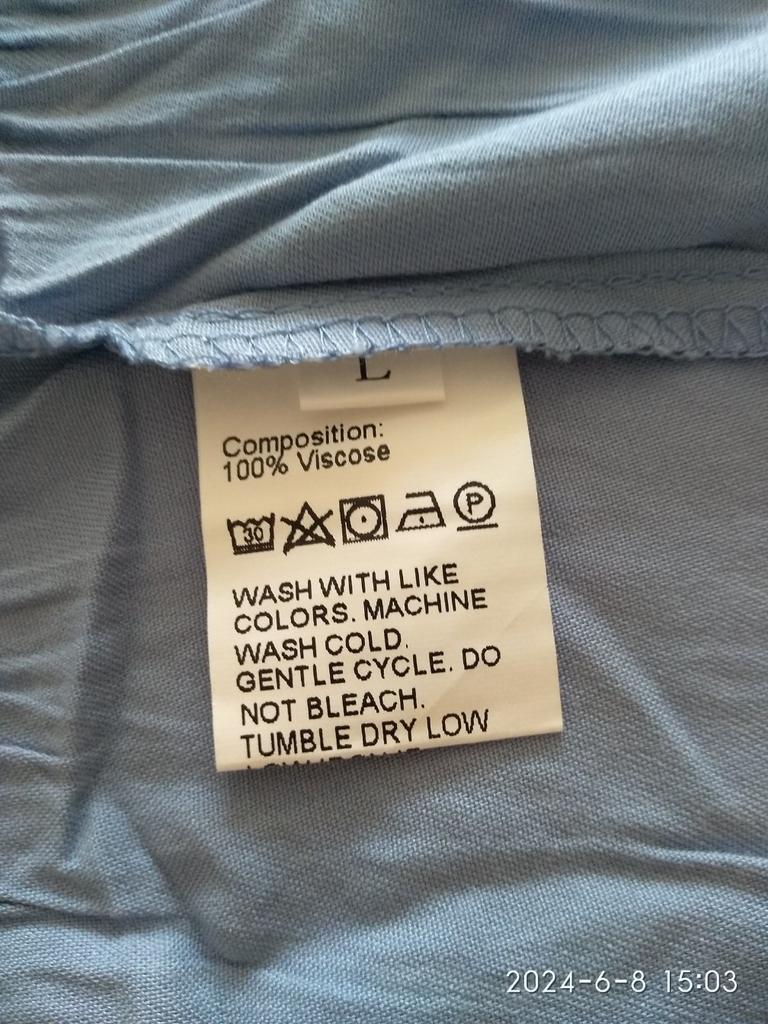 L
Composition:
100% Viscose
30
P
WASH WITH LIKE
COLORS. MACHINE
WASH COLD.
GENTLE CYCLE. DO
NOT BLEACH.
TUMBLE DRY LOW
2024-6-8 15:03